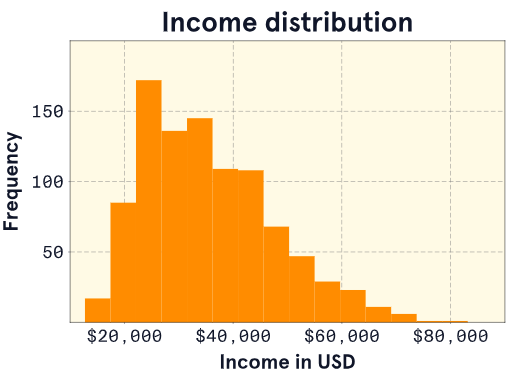 Income distribution
Frequency
150
100
50
$20,000 $40,000 $60,000 $80,000
Income in USD